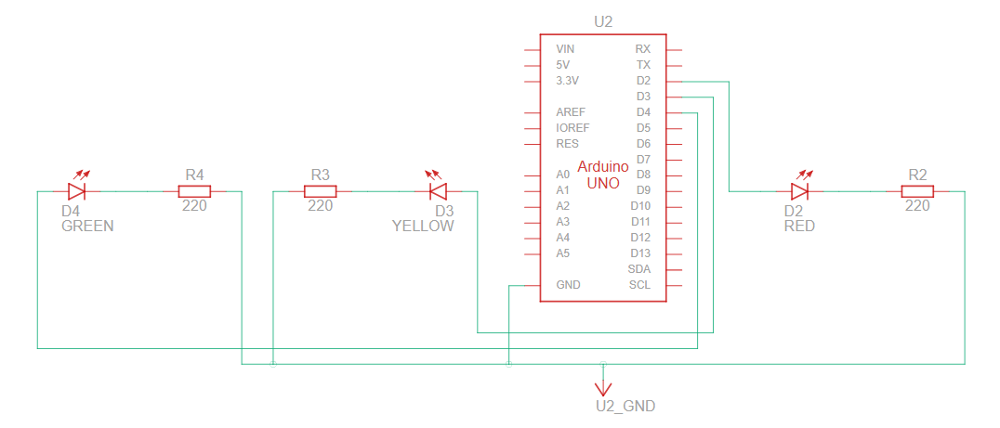 U2
VIN RX
5V TX
3.3V D2
D3
AREF D4
IOREF D5
RES D6
D7
Arduino
UNO
A0 D8
A1 D9
A2 D10
A3 D11
A4 D12
A5 D13
SDA
GND SCL
R4
220
D4
GREEN
R3
220
D3
YELLOW
D2
RED
R2
220
U2_GND